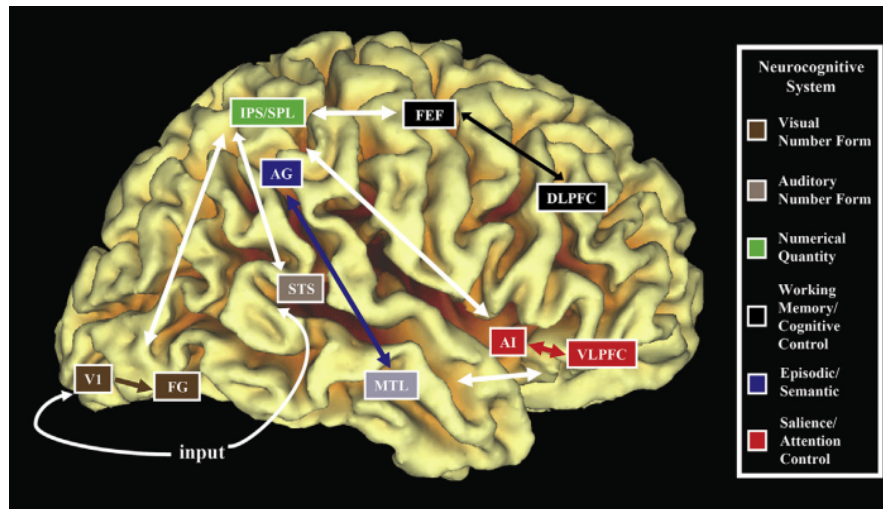 IPS/SPL
FEF
AG
DLPFC
STS
AI
VLPFC
V1
FG
MTL
input
Neurocognitive
System
Visual
Number Form
Auditory
Number Form
Numerical
Quantity
Working
Memory/
Cognitive
Control
Episodic/
Semantic
Salience/
Attention
Control